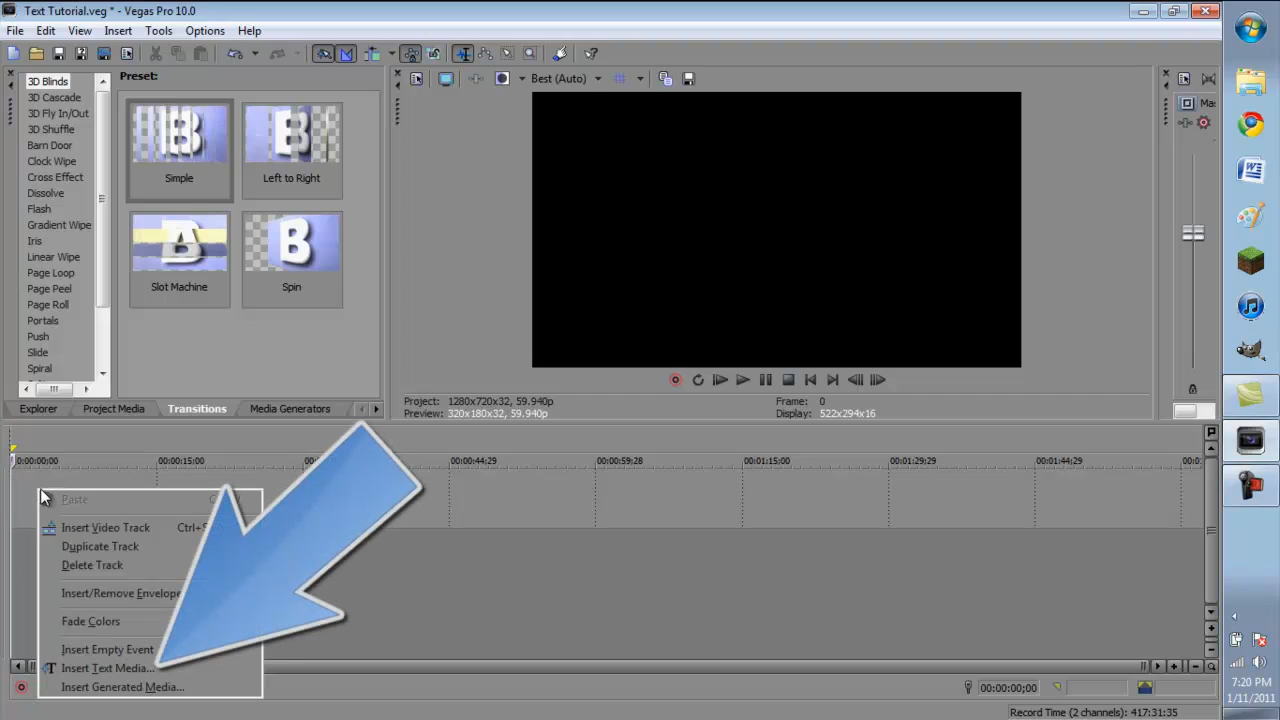 Text Tutorial.veg * - Vegas Pro 10.0
File Edit View Insert Tools Options Help
3D Blinds
3D Cascade
3D Fly In/Out
3D Shuffle
Barn Door
Clock Wipe
Cross Effect
Dissolve
Flash
Gradient Wipe
Iris
Linear Wipe
Page Loop
Page Peel
Page Roll
Portals
Push
Slide
Spiral
Preset:
Simple
Left to Right
Slot Machine
Spin
Explorer Project Media Transitions Media Generators
Best (Auto)
Project: 1280x720x32, 59.940p
Preview: 320x180x32, 59.940p
Frame: 0
Display: 522x294x16
0:00:00;00 00:00:15;00 00:00:44;29 00:00:59;28 00:01:15;00 00:01:29;29 00:01:44;29
Paste
Insert Video Track
Duplicate Track
Delete Track
Insert/Remove Envelope
Fade Colors
Insert Empty Event
Insert Text Media...
Insert Generated Media...
00:00:00;00
Record Time (2 channels): 417:31:35
7:20 PM
1/11/2011